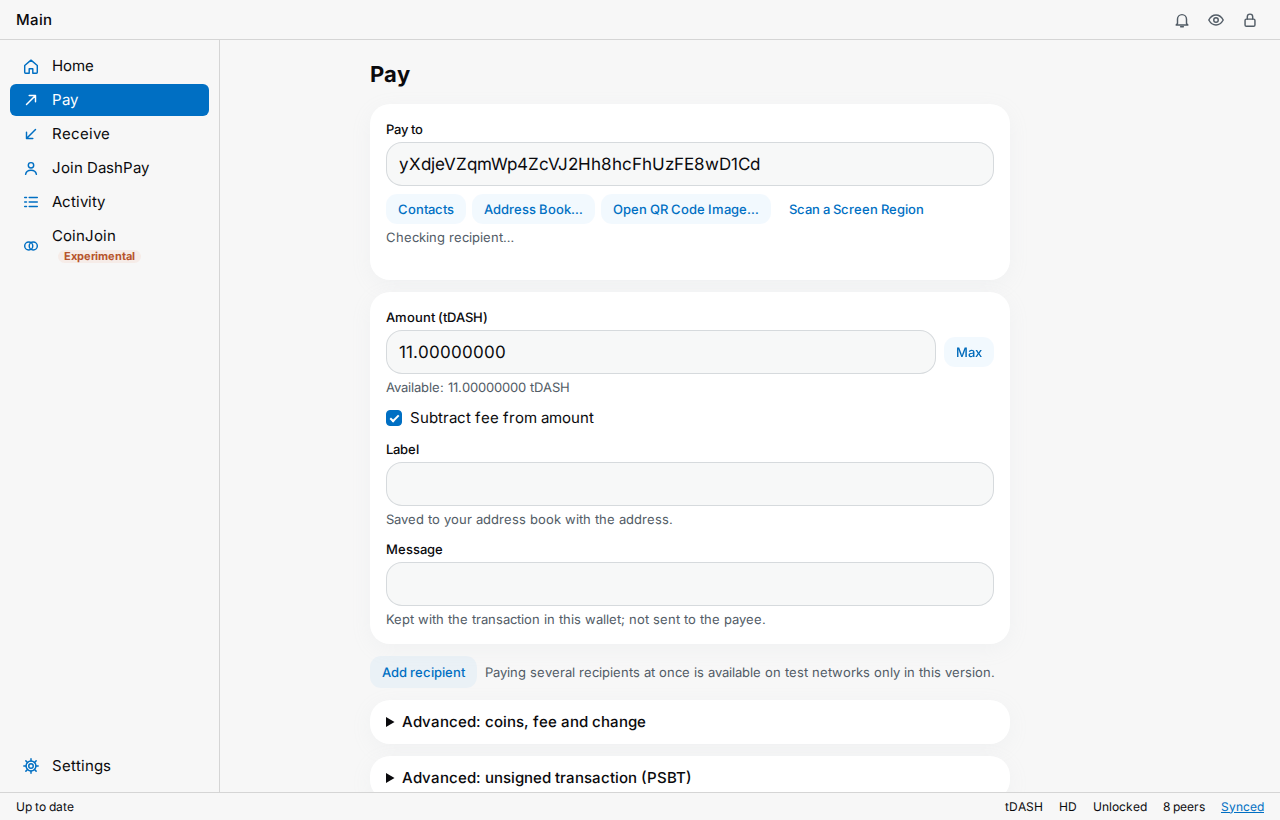 Main
Home
Pay
Receive
Join DashPay
Activity
CoinJoin
Experimental
Settings
Pay
Pay to
yXdjeVZqmWp4ZcVJ2Hh8hcFhUzFE8wD1Cd
Contacts Address Book... Open QR Code Image... Scan a Screen Region
Checking recipient...
Amount (tDASH)
11.00000000 Max
Available: 11.00000000 tDASH
Subtract fee from amount
Label
Saved to your address book with the address.
Message
Kept with the transaction in this wallet; not sent to the payee.
Add recipient Paying several recipients at once is available on test networks only in this version.
Advanced: coins, fee and change
Advanced: unsigned transaction (PSBT)
Up to date tDASH HD Unlocked 8 peers Synced